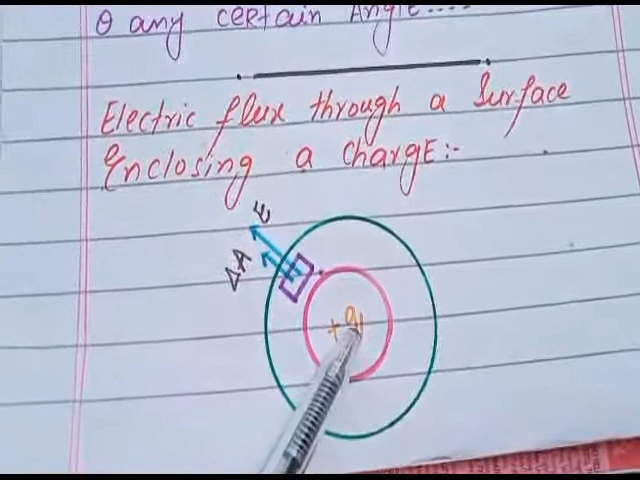 θ any certain Angle....
Electric flux through a Surface
Enclosing a chargE:-
E
ΔA
+q